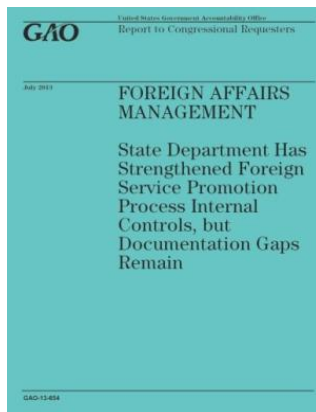 United States Government Accountability Office
GAO
Report to Congressional Requesters
July 2013
FOREIGN AFFAIRS
MANAGEMENT
State Department Has
Strengthened Foreign
Service Promotion
Process Internal
Controls, but
Documentation Gaps
Remain
GAO-13-654